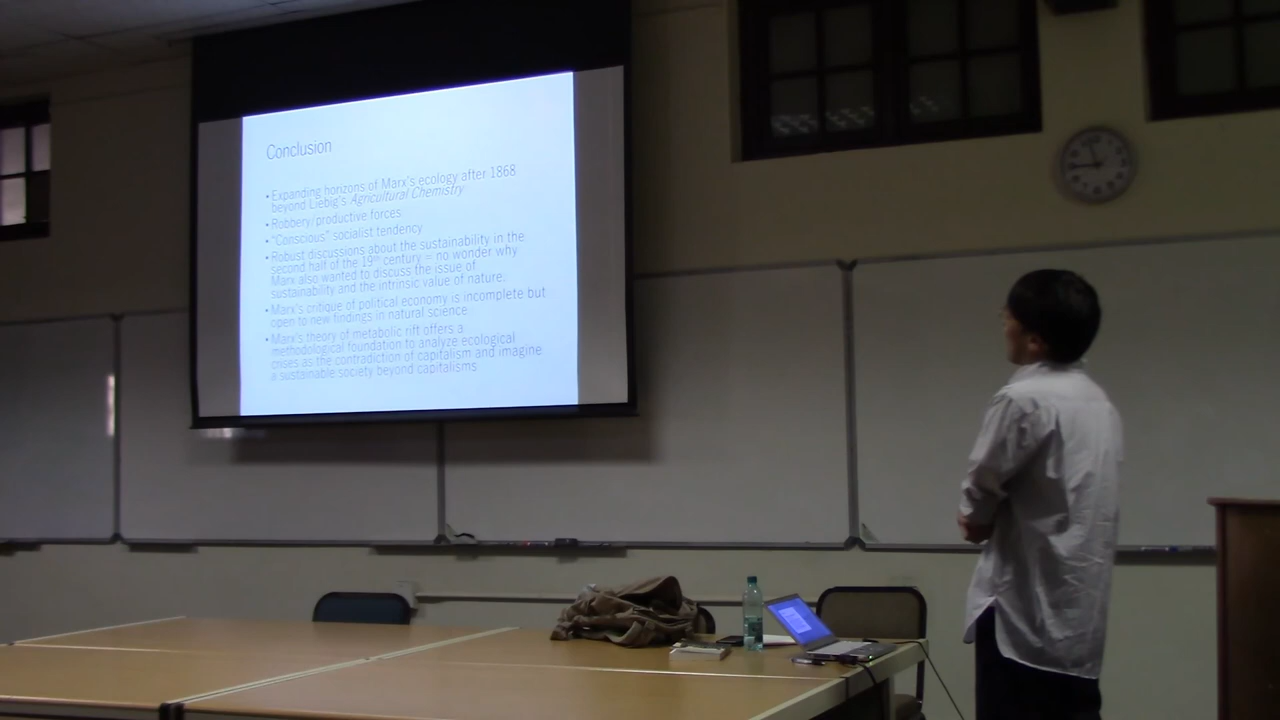 Conclusion
• Expanding horizons of Marx's ecology after 1868
beyond Liebig's Agricultural Chemistry
• Robbery/productive forces
• "Conscious" socialist tendency
• Robust discussions about the sustainability in the
second half of the 19th century = no wonder why
Marx also wanted to discuss the issue of
sustainability and the intrinsic value of nature.
• Marx's critique of political economy is incomplete but
open to new findings in natural science
• Marx's theory of metabolic rift offers a
methodological foundation to analyze ecological
crises as the contradiction of capitalism and imagine
a sustainable society beyond capitalisms